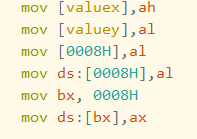 mov [valuex],ah
mov [valuey],al
mov [0008H],al
mov ds:[0008H],al
mov bx, 0008H
mov ds:[bx],ax